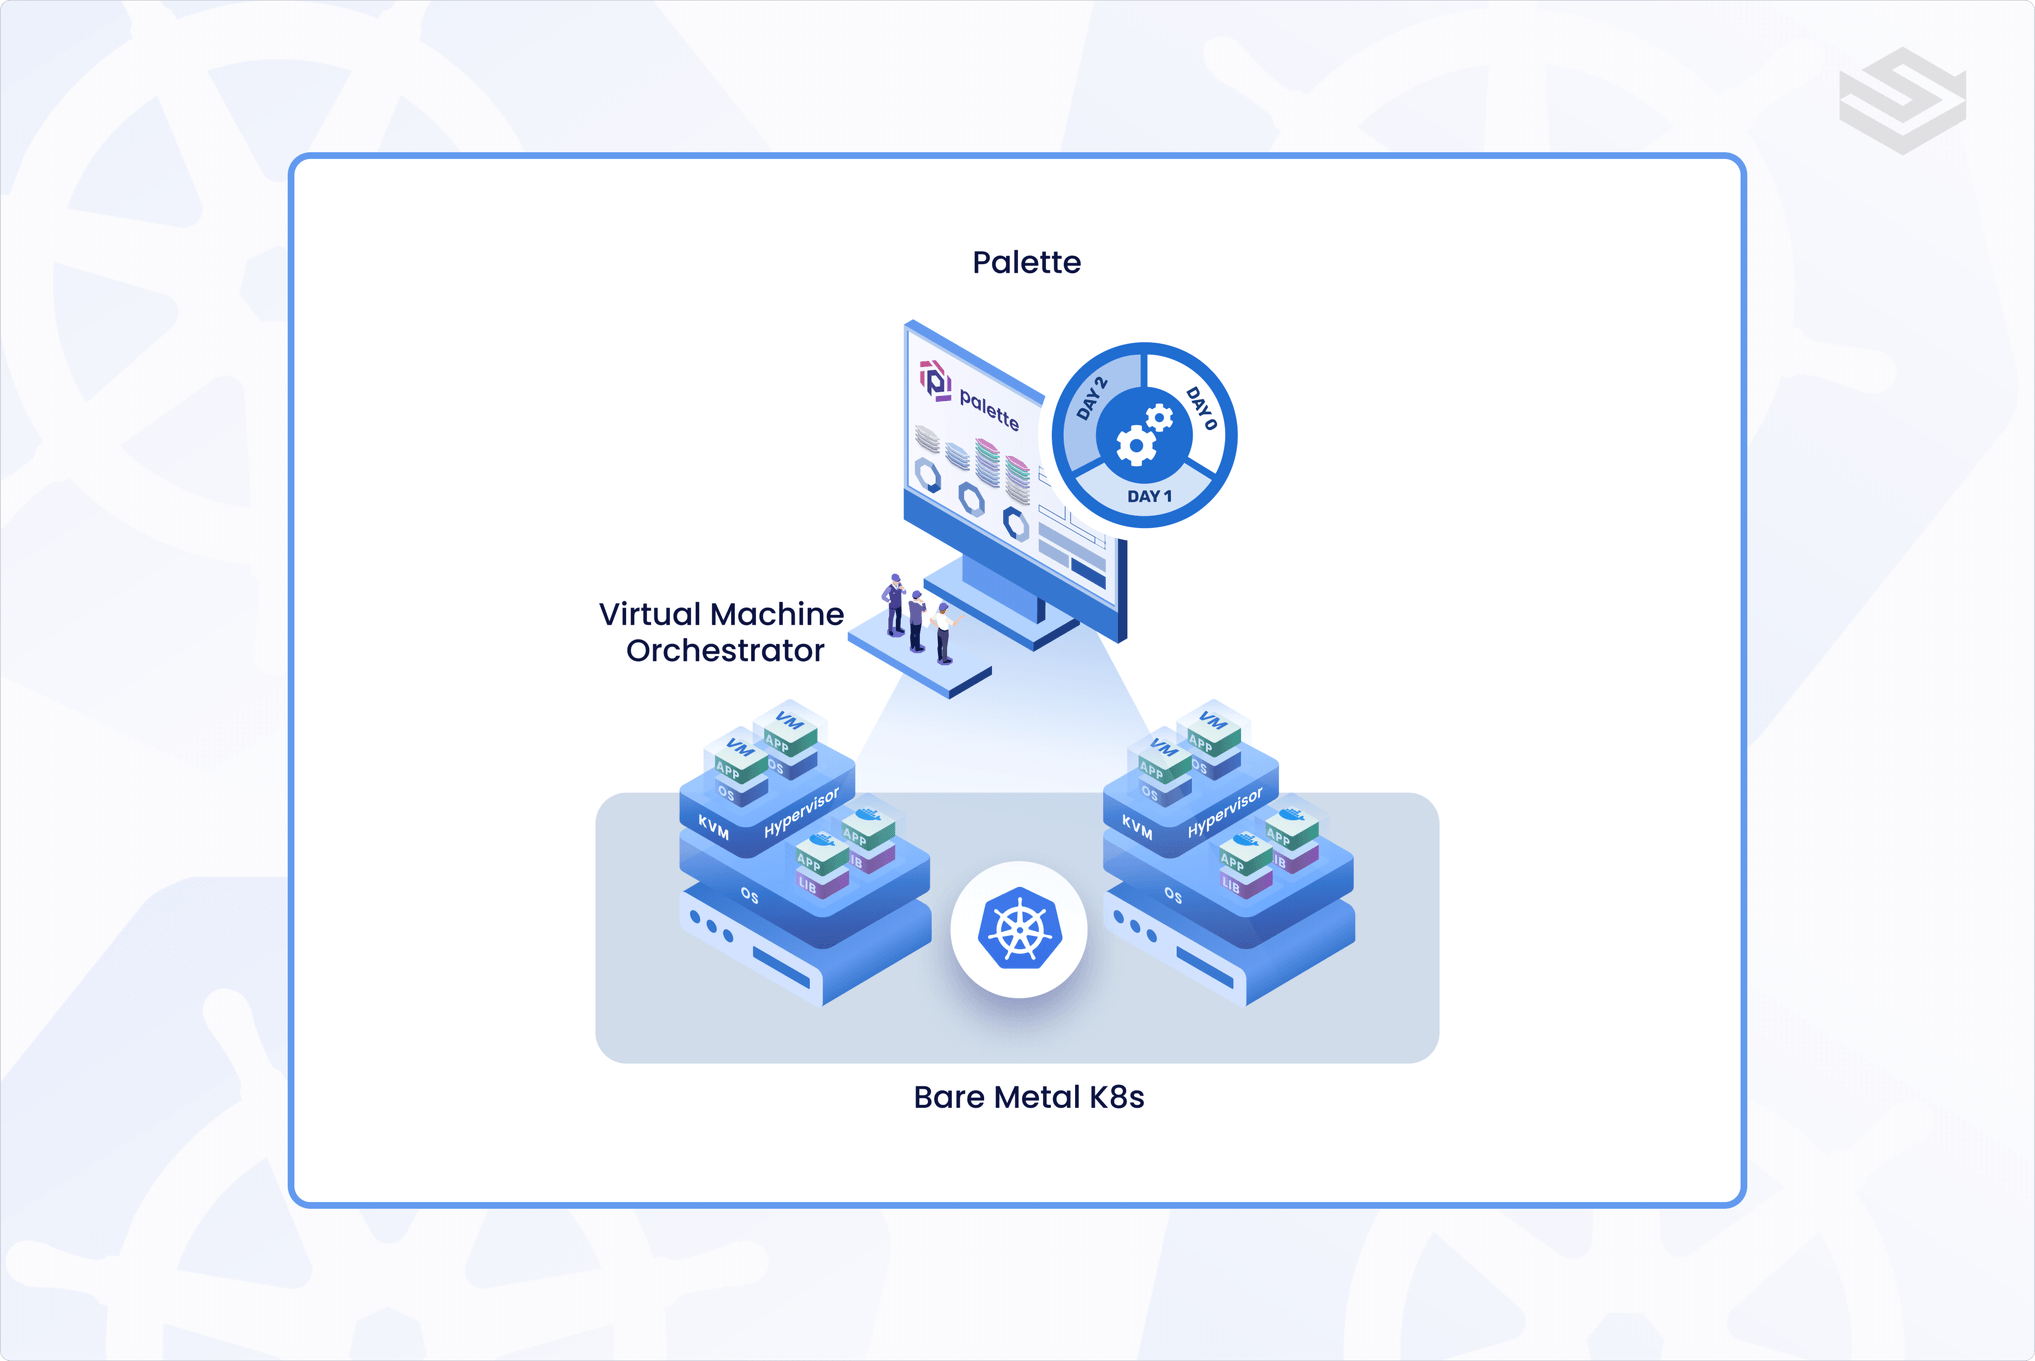 Palette
palette
DAY 2
DAY 0
DAY 1
Virtual Machine
Orchestrator
VM
APP
OS
VM
APP
OS
KVM
Hypervisor
APP
LIB
APP
IB
OS
VM
APP
OS
VM
APP
OS
KVM
Hypervisor
APP
LIB
APP
IB
OS
Bare Metal K8s